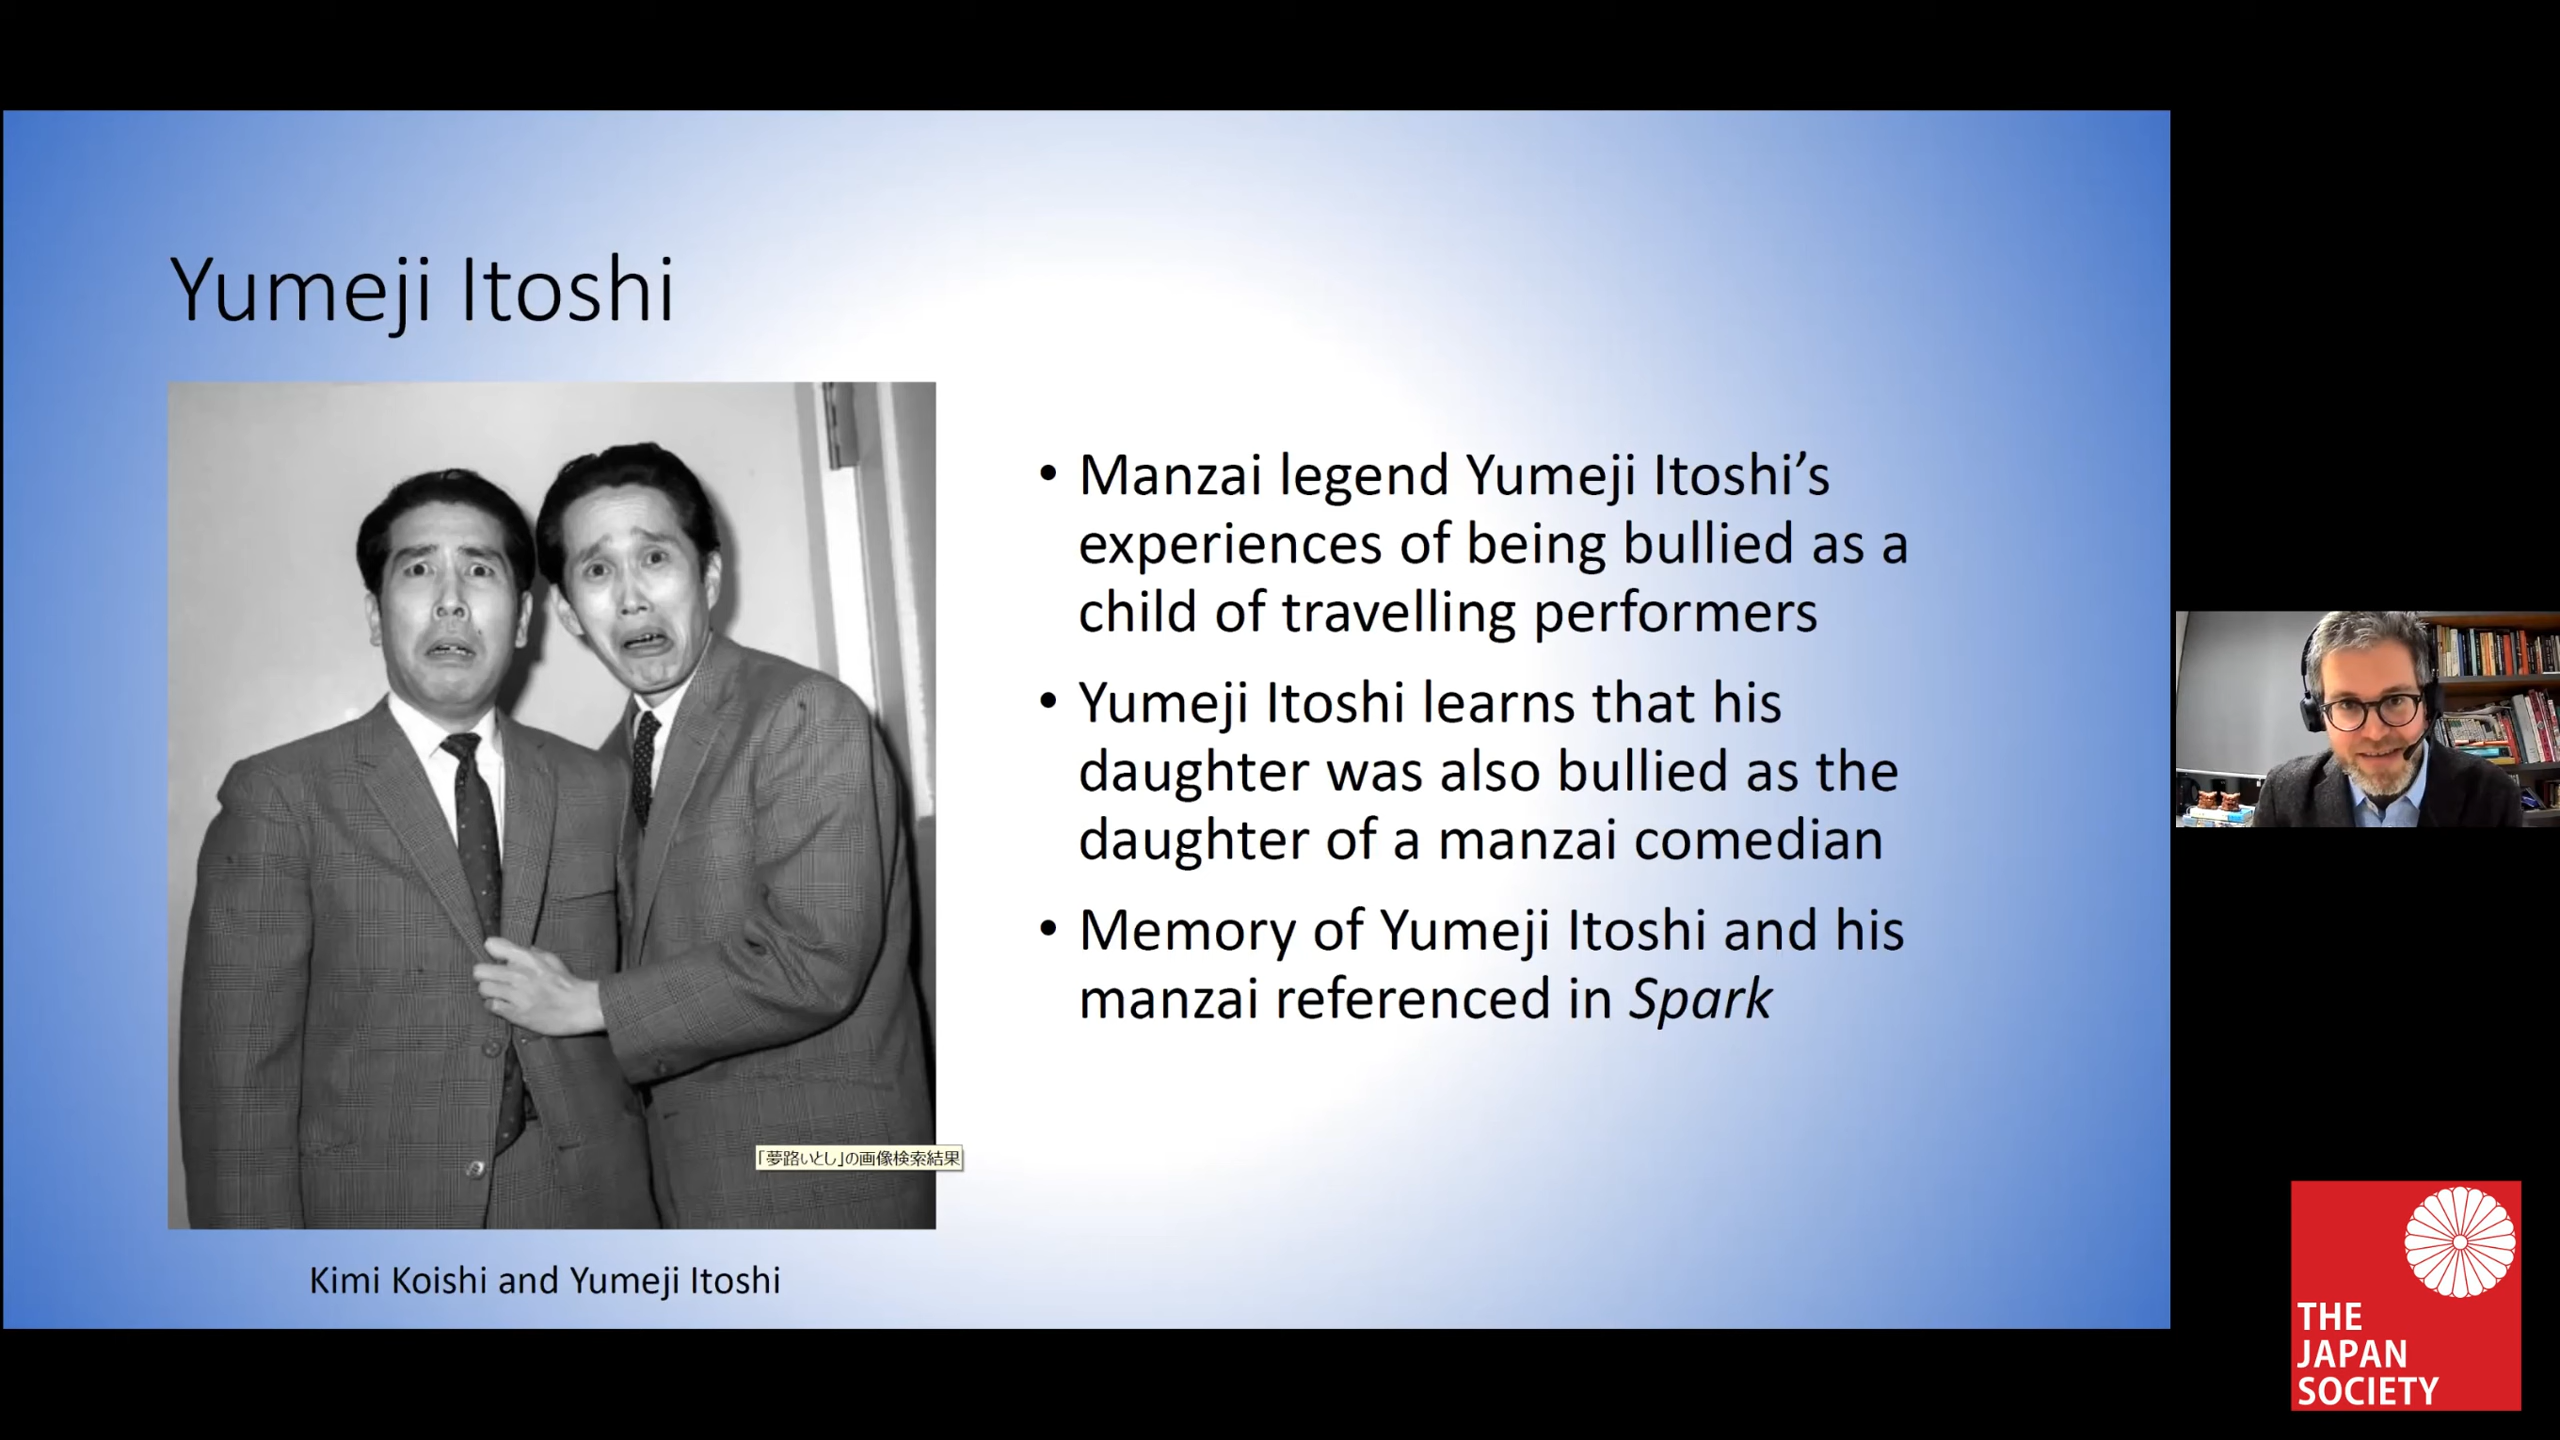 Yumeji Itoshi
• Manzai legend Yumeji Itoshi’s
experiences of being bullied as a
child of travelling performers
• Yumeji Itoshi learns that his
daughter was also bullied as the
daughter of a manzai comedian
• Memory of Yumeji Itoshi and his
manzai referenced in Spark
「夢路いとし」の画像検索結果
Kimi Koishi and Yumeji Itoshi
THE
JAPAN
SOCIETY